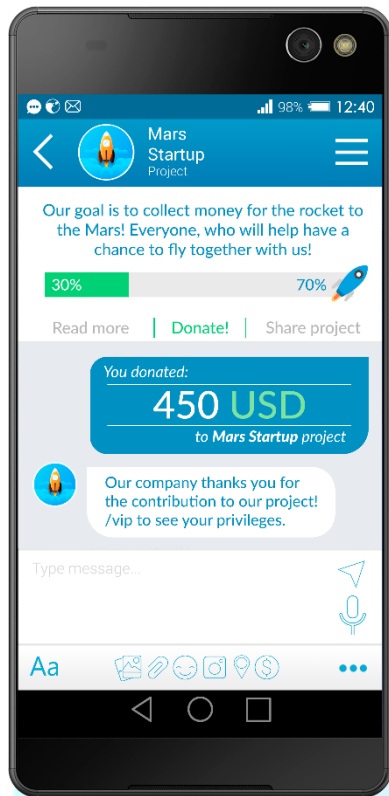 98% 12:40
Mars
Startup
Project
Our goal is to collect money for the rocket to
the Mars! Everyone, who will help have a
chance to fly together with us!
30% 70%
Read more | Donate! | Share project
You donated:
450 USD
to Mars Startup project
Our company thanks you for
the contribution to our project!
/vip to see your privileges.
Type message...
Aa